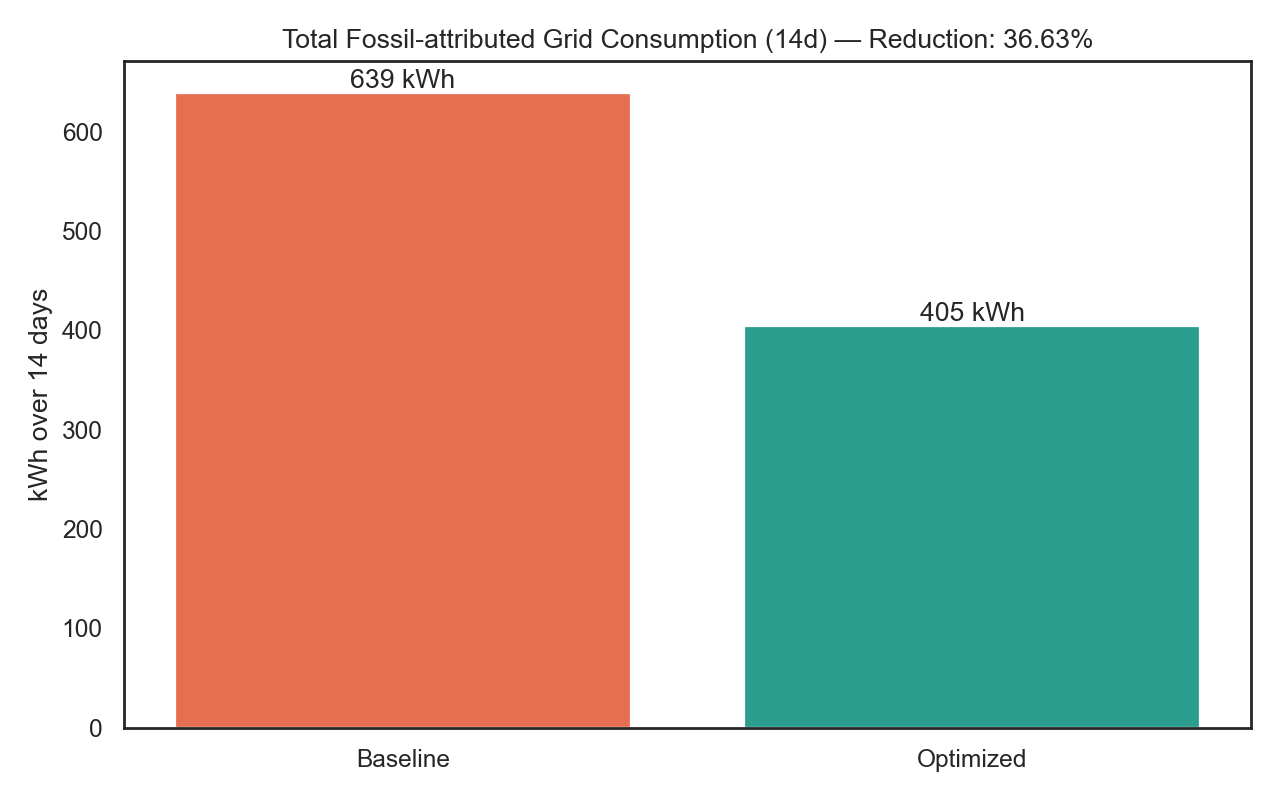 Total Fossil-attributed Grid Consumption (14d) — Reduction: 36.63%
639 kWh
405 kWh
600
500
400
300
200
100
0
kWh over 14 days
Baseline
Optimized